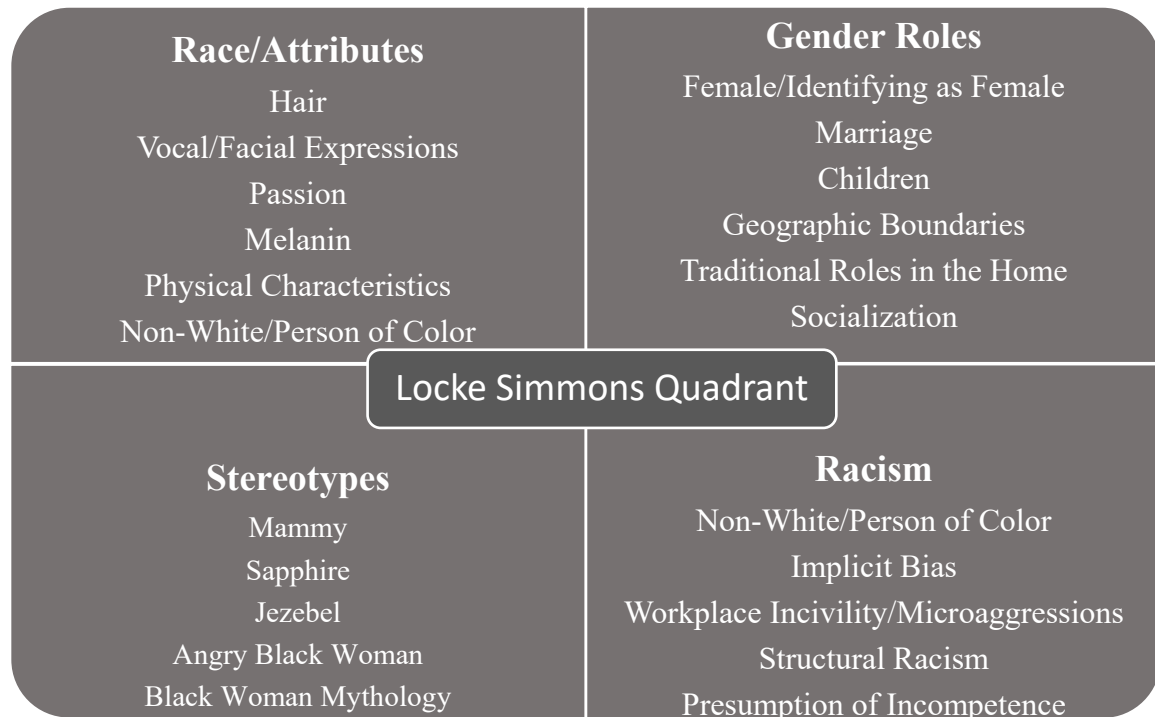 Race/Attributes
Hair
Vocal/Facial Expressions
Passion
Melanin
Physical Characteristics
Non-White/Person of Color
Gender Roles
Female/Identifying as Female
Marriage
Children
Geographic Boundaries
Traditional Roles in the Home
Socialization
Locke Simmons Quadrant
Stereotypes
Mammy
Sapphire
Jezebel
Angry Black Woman
Black Woman Mythology
Racism
Non-White/Person of Color
Implicit Bias
Workplace Incivility/Microaggressions
Structural Racism
Presumption of Incompetence